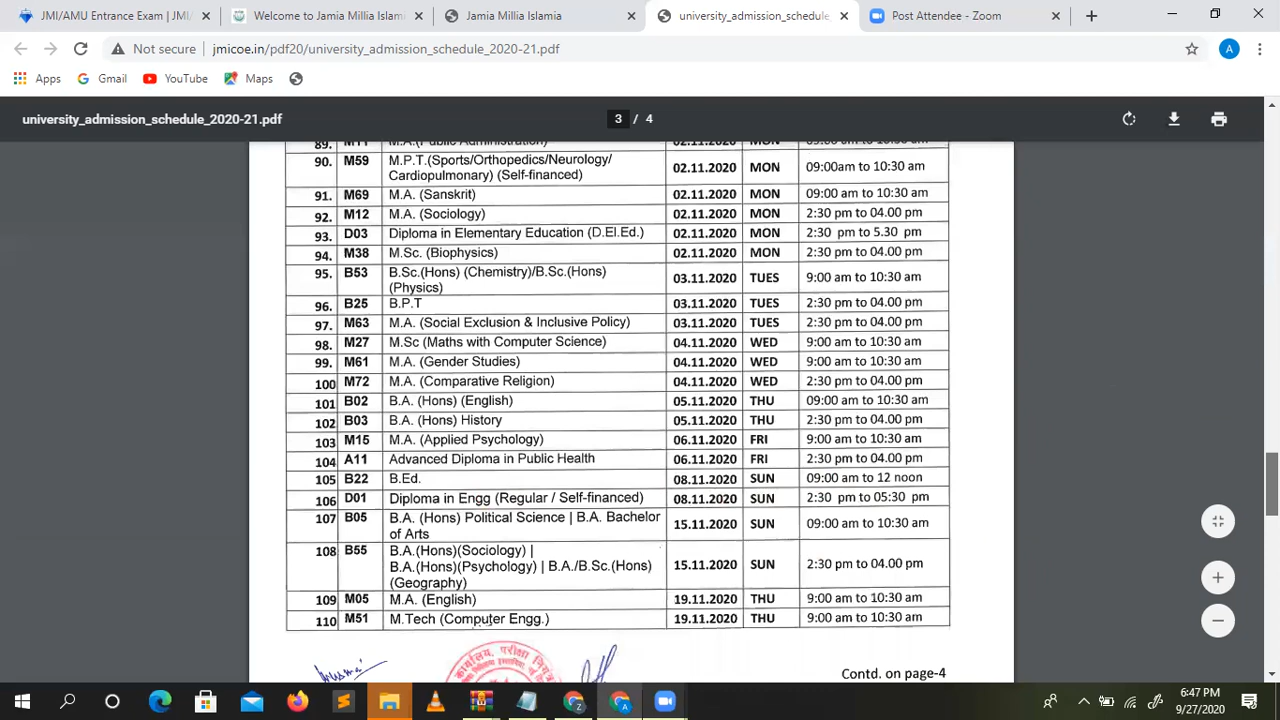 JMI/AMU Entrance Exam | JMI/
Welcome to Jamia Millia Islami
Jamia Millia Islamia
university_admission_schedule
Post Attendee - Zoom
Not secure
jmicoe.in/pdf20/university_admission_schedule_2020-21.pdf
A
Apps
Gmail
YouTube
Maps
university_admission_schedule_2020-21.pdf
3 / 4
89. M11 M.A.(Public Administration) 02.11.2020 MON 09:00am to 10:30 am
90. M59 M.P.T.(Sports/Orthopedics/Neurology/ 02.11.2020 MON 09:00am to 10:30 am
Cardiopulmonary) (Self-financed)
91. M69 M.A. (Sanskrit) 02.11.2020 MON 09:00 am to 10:30 am
92. M12 M.A. (Sociology) 02.11.2020 MON 2:30 pm to 04.00 pm
93. D03 Diploma in Elementary Education (D.El.Ed.) 02.11.2020 MON 2:30 pm to 5.30 pm
94. M38 M.Sc. (Biophysics) 02.11.2020 MON 2:30 pm to 04.00 pm
95. B53 B.Sc.(Hons) (Chemistry)/B.Sc.(Hons) 03.11.2020 TUES 9:00 am to 10:30 am
(Physics)
96. B25 B.P.T 03.11.2020 TUES 2:30 pm to 04.00 pm
97. M63 M.A. (Social Exclusion & Inclusive Policy) 03.11.2020 TUES 2:30 pm to 04.00 pm
98. M27 M.Sc (Maths with Computer Science) 04.11.2020 WED 9:00 am to 10:30 am
99. M61 M.A. (Gender Studies) 04.11.2020 WED 9:00 am to 10:30 am
100 M72 M.A. (Comparative Religion) 04.11.2020 WED 2:30 pm to 04.00 pm
101 B02 B.A. (Hons) (English) 05.11.2020 THU 09:00 am to 10:30 am
102 B03 B.A. (Hons) History 05.11.2020 THU 2:30 pm to 04.00 pm
103 M15 M.A. (Applied Psychology) 06.11.2020 FRI 9:00 am to 10:30 am
104 A11 Advanced Diploma in Public Health 06.11.2020 FRI 2:30 pm to 04.00 pm
105 B22 B.Ed. 08.11.2020 SUN 09:00 am to 12 noon
106 D01 Diploma in Engg (Regular / Self-financed) 08.11.2020 SUN 2:30 pm to 05:30 pm
107 B05 B.A. (Hons) Political Science | B.A. Bachelor 15.11.2020 SUN 09:00 am to 10:30 am
of Arts
108 B55 B.A.(Hons)(Sociology) |
B.A.(Hons)(Psychology) | B.A./B.Sc.(Hons) 15.11.2020 SUN 2:30 pm to 04.00 pm
(Geography)
109 M05 M.A. (English) 19.11.2020 THU 9:00 am to 10:30 am
110 M51 M.Tech (Computer Engg.) 19.11.2020 THU 9:00 am to 10:30 am
Contd. on page-4
6:47 PM
9/27/2020